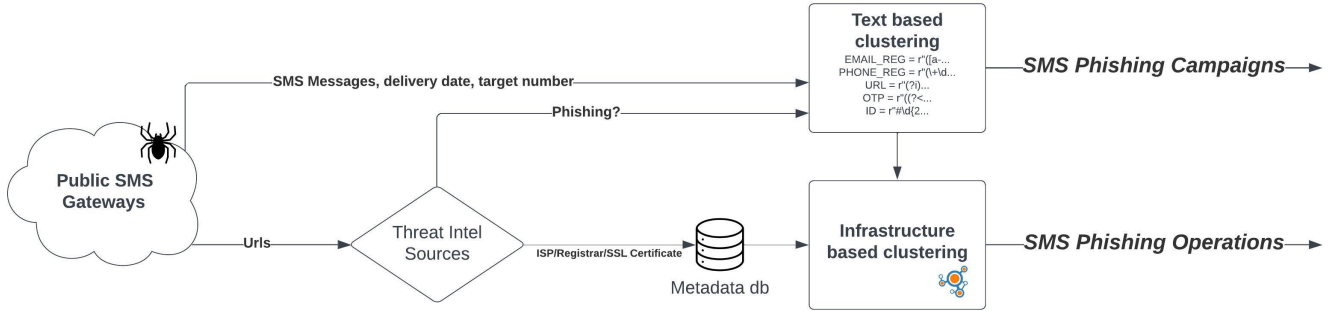 Text based
clustering
EMAIL_REG = r"([a-...
PHONE_REG = r"(\+\d...
URL = r"(?i)...
OTP = r"((?<...
ID = r"#\d{2...
SMS Phishing Campaigns
SMS Messages, delivery date, target number
Phishing?
Public SMS
Gateways
Urls
Threat Intel
Sources
ISP/Registrar/SSL Certificate
Metadata db
Infrastructure
based clustering
SMS Phishing Operations